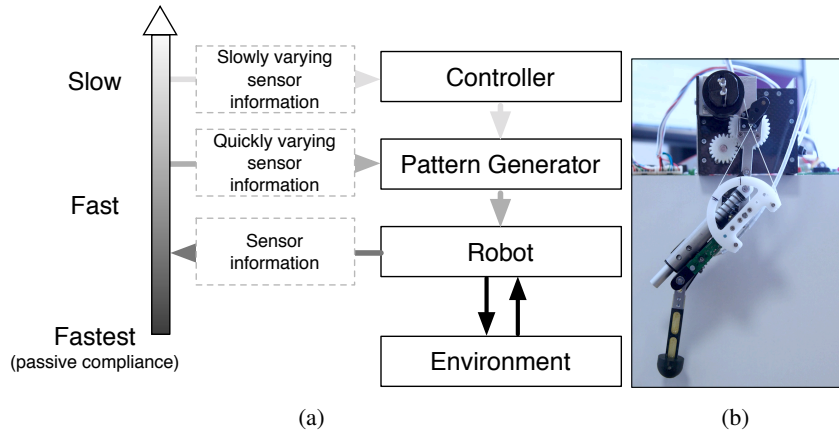 Slow
Slowly varying
sensor
information
Controller
Quickly varying
sensor
information
Pattern Generator
Fast
Sensor
information
Robot
Fastest
(passive compliance)
Environment
(a)
(b)